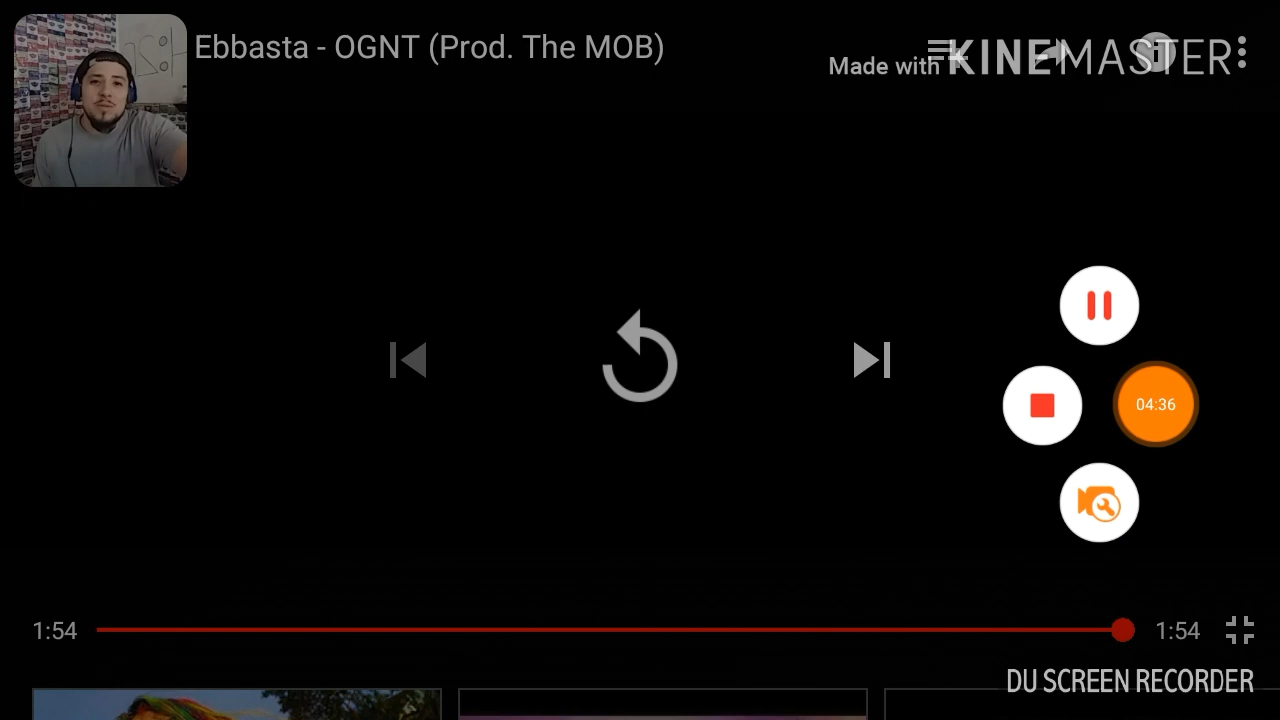 Ebbasta - OGNT (Prod. The MOB)
Made with KINEMASTER
04:36
1:54
1:54
DU SCREEN RECORDER